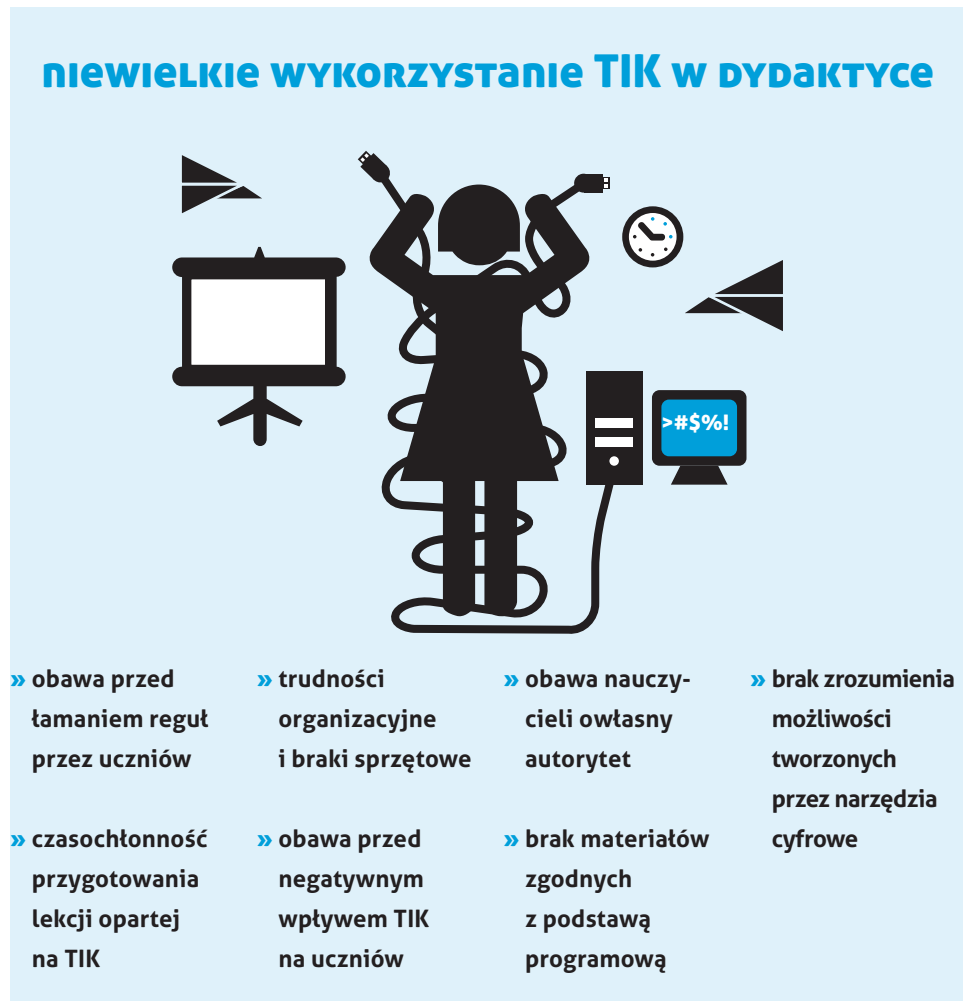 niewielkie wykorzystanie TIK w dydaktyce
>#$%!
» obawa przed
łamaniem reguł
przez uczniów
» trudności
organizacyjne
i braki sprzętowe
» obawa nauczy-
cieli owłasny
autorytet
» brak zrozumienia
możliwości
tworzonych
przez narzędzia
cyfrowe
» czasochłonność
przygotowania
lekcji opartej
na TIK
» obawa przed
negatywnym
wpływem TIK
na uczniów
» brak materiałów
zgodnych
z podstawą
programową